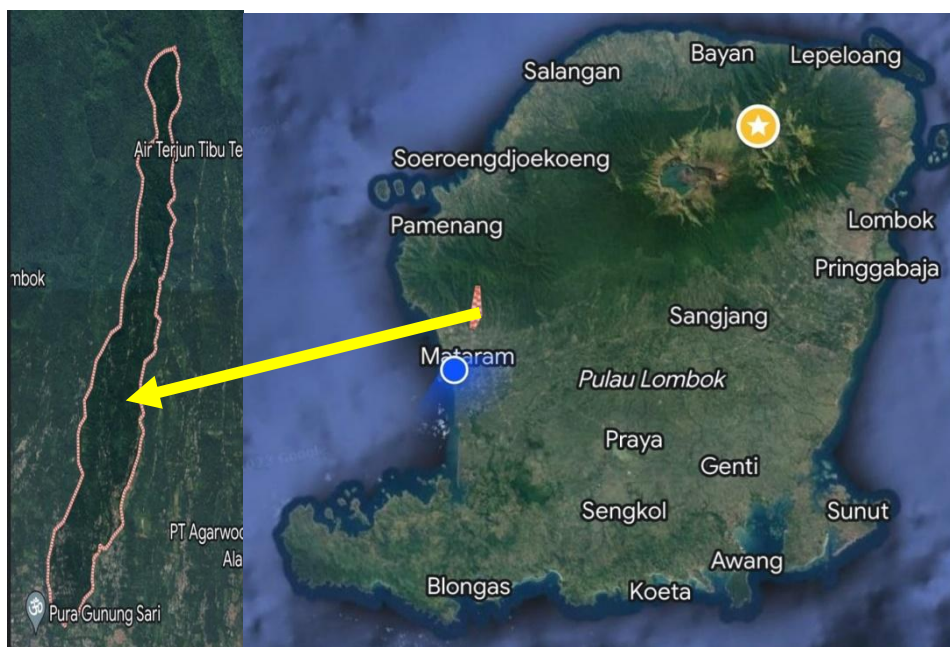 Air Terjun Tibu Te
mbok
PT Agarwoo
Ala
Pura Gunung Sari
Bayan
Lepeloang
Salangan
Soeroengdjoekoeng
Pamenang
Lombok
Pringgabaja
Sangjang
Mataram
Pulau Lombok
Praya
Genti
Sengkol
Sunut
Awang
Blongas
Koeta